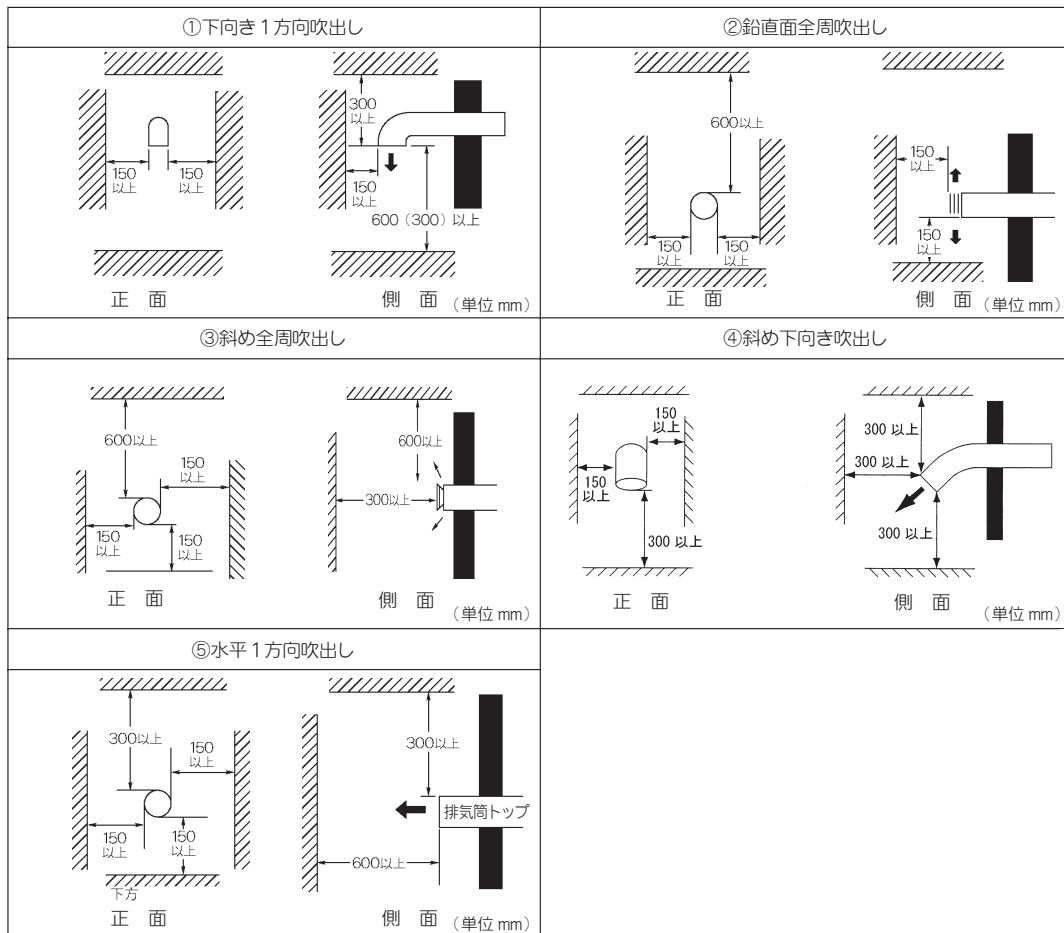 ①下向き1方向吹出し
150
以上
150
以上
正 面
300
以上
150
以上
600（300）以上
側 面
（単位 mm）
②鉛直面全周吹出し
600以上
150
以上
150
以上
正 面
150
以上
150
以上
側 面
（単位 mm）
③斜め全周吹出し
600以上
150
以上
150
以上
150
以上
正 面
600以上
300以上
側 面
（単位 mm）
④斜め下向き吹出し
150
以上
150
以上
300 以上
正 面
300 以上
300 以上
300 以上
側 面
（単位 mm）
⑤水平1方向吹出し
300以上
150
以上
150
以上
150
以上
下方
正 面
300以上
排気筒トップ
600以上
側 面
（単位 mm）